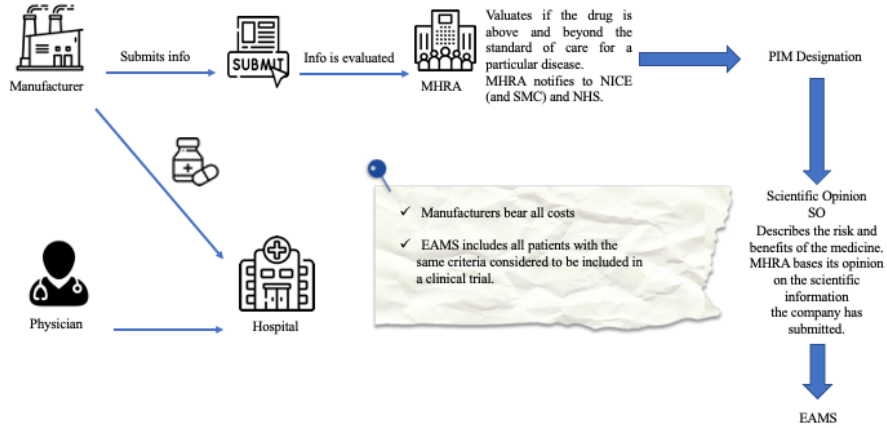 Valuates if the drug is
above and beyond the
standard of care for a
particular disease.
MHRA notifies to NICE
(and SMC) and NHS.
Submits info
SUBMIT
Info is evaluated
PIM Designation
Manufacturer
MHRA
Scientific Opinion
SO
Describes the risk and
benefits of the medicine.
MHRA bases its opinion
on the scientific
information
the company has
submitted.
✓ Manufacturers bear all costs
✓ EAMS includes all patients with the
same criteria considered to be included in
a clinical trial.
Physician
Hospital
EAMS